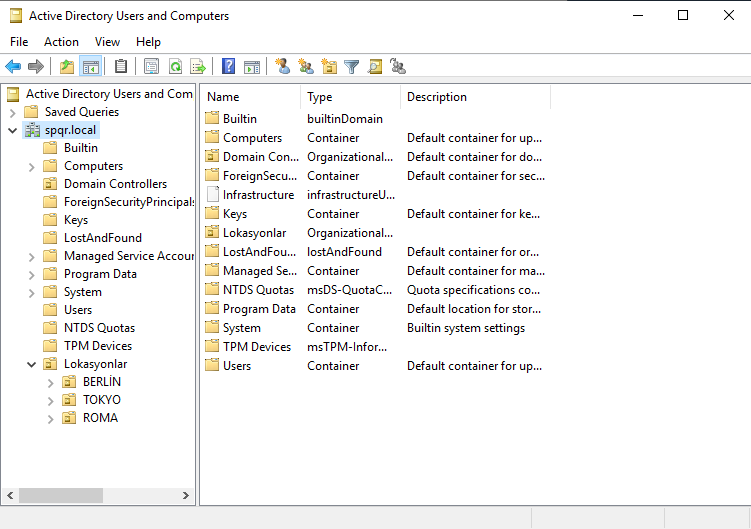 Active Directory Users and Computers
File Action View Help
Active Directory Users and Com
Saved Queries
spqr.local
Builtin
Computers
Domain Controllers
ForeignSecurityPrincipals
Keys
LostAndFound
Managed Service Accour
Program Data
System
Users
NTDS Quotas
TPM Devices
Lokasyonlar
BERLİN
TOKYO
ROMA
Name Type Description
Builtin builtinDomain
Computers Container Default container for up...
Domain Con... Organizational... Default container for do...
ForeignSecu... Container Default container for sec...
Infrastructure infrastructureU...
Keys Container Default container for ke...
Lokasyonlar Organizational...
LostAndFou... lostAndFound Default container for or...
Managed Se... Container Default container for ma...
NTDS Quotas msDS-QuotaC... Quota specifications co...
Program Data Container Default location for stor...
System Container Builtin system settings
TPM Devices msTPM-Infor...
Users Container Default container for up...